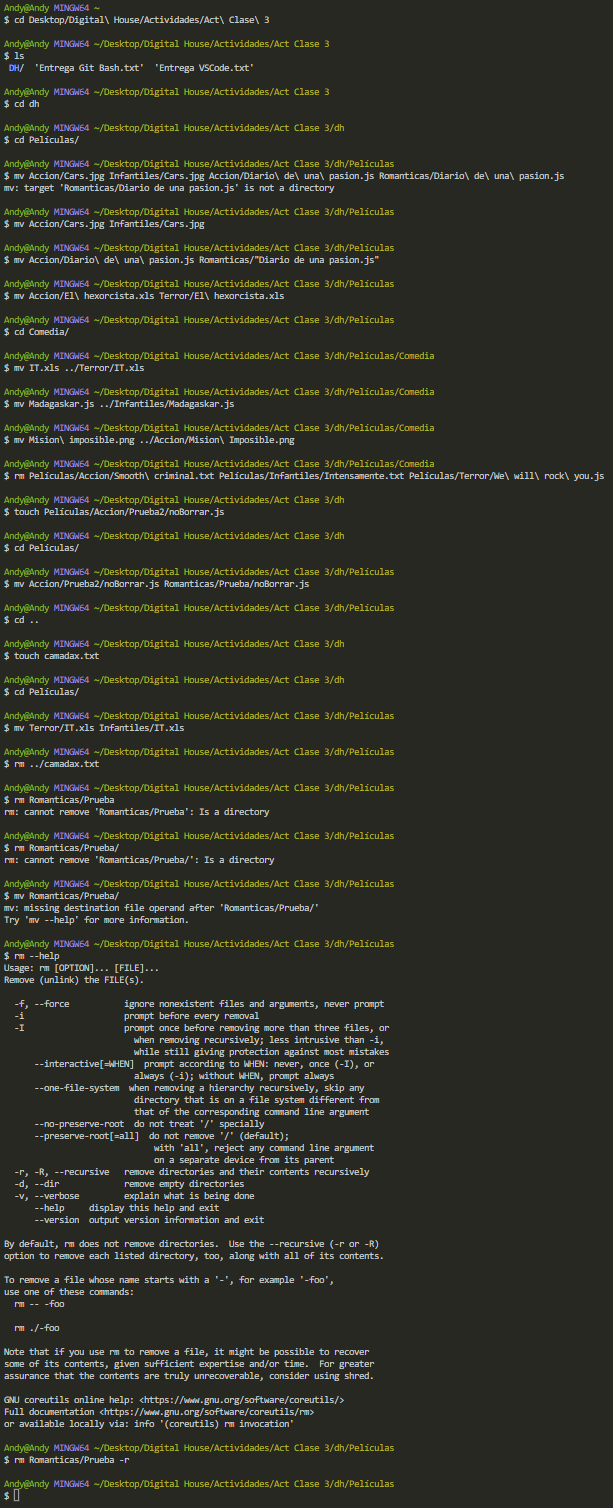 Andy@Andy MINGW64 ~
$ cd Desktop/Digital\ House/Actividades/Act\ Clase\ 3

Andy@Andy MINGW64 ~/Desktop/Digital House/Actividades/Act Clase 3
$ ls
 DH/  'Entrega Git Bash.txt'  'Entrega VSCode.txt'

Andy@Andy MINGW64 ~/Desktop/Digital House/Actividades/Act Clase 3
$ cd dh

Andy@Andy MINGW64 ~/Desktop/Digital House/Actividades/Act Clase 3/dh
$ cd Películas/

Andy@Andy MINGW64 ~/Desktop/Digital House/Actividades/Act Clase 3/dh/Películas
$ mv Accion/Cars.jpg Infantiles/Cars.jpg Accion/Diario\ de\ una\ pasion.js Romanticas/Diario\ de\ una\ pasion.js
mv: target 'Romanticas/Diario de una pasion.js' is not a directory

Andy@Andy MINGW64 ~/Desktop/Digital House/Actividades/Act Clase 3/dh/Películas
$ mv Accion/Cars.jpg Infantiles/Cars.jpg

Andy@Andy MINGW64 ~/Desktop/Digital House/Actividades/Act Clase 3/dh/Películas
$ mv Accion/Diario\ de\ una\ pasion.js Romanticas/"Diario de una pasion.js"

Andy@Andy MINGW64 ~/Desktop/Digital House/Actividades/Act Clase 3/dh/Películas
$ mv Accion/El\ hexorcista.xls Terror/El\ hexorcista.xls

Andy@Andy MINGW64 ~/Desktop/Digital House/Actividades/Act Clase 3/dh/Películas
$ cd Comedia/

Andy@Andy MINGW64 ~/Desktop/Digital House/Actividades/Act Clase 3/dh/Películas/Comedia
$ mv IT.xls ../Terror/IT.xls

Andy@Andy MINGW64 ~/Desktop/Digital House/Actividades/Act Clase 3/dh/Películas/Comedia
$ mv Madagaskar.js ../Infantiles/Madagaskar.js

Andy@Andy MINGW64 ~/Desktop/Digital House/Actividades/Act Clase 3/dh/Películas/Comedia
$ mv Mision\ imposible.png ../Accion/Mision\ Imposible.png

Andy@Andy MINGW64 ~/Desktop/Digital House/Actividades/Act Clase 3/dh/Películas/Comedia
$ rm Películas/Accion/Smooth\ criminal.txt Películas/Infantiles/Intensamente.txt Películas/Terror/We\ will\ rock\ you.js

Andy@Andy MINGW64 ~/Desktop/Digital House/Actividades/Act Clase 3/dh
$ touch Películas/Accion/Prueba2/noBorrar.js

Andy@Andy MINGW64 ~/Desktop/Digital House/Actividades/Act Clase 3/dh
$ cd Películas/

Andy@Andy MINGW64 ~/Desktop/Digital House/Actividades/Act Clase 3/dh/Películas
$ mv Accion/Prueba2/noBorrar.js Romanticas/Prueba/noBorrar.js

Andy@Andy MINGW64 ~/Desktop/Digital House/Actividades/Act Clase 3/dh/Películas
$ cd ..

Andy@Andy MINGW64 ~/Desktop/Digital House/Actividades/Act Clase 3/dh
$ touch camadax.txt

Andy@Andy MINGW64 ~/Desktop/Digital House/Actividades/Act Clase 3/dh
$ cd Películas/

Andy@Andy MINGW64 ~/Desktop/Digital House/Actividades/Act Clase 3/dh/Películas
$ mv Terror/IT.xls Infantiles/IT.xls

Andy@Andy MINGW64 ~/Desktop/Digital House/Actividades/Act Clase 3/dh/Películas
$ rm ../camadax.txt

Andy@Andy MINGW64 ~/Desktop/Digital House/Actividades/Act Clase 3/dh/Películas
$ rm Romanticas/Prueba
rm: cannot remove 'Romanticas/Prueba': Is a directory

Andy@Andy MINGW64 ~/Desktop/Digital House/Actividades/Act Clase 3/dh/Películas
$ rm Romanticas/Prueba/
rm: cannot remove 'Romanticas/Prueba/': Is a directory

Andy@Andy MINGW64 ~/Desktop/Digital House/Actividades/Act Clase 3/dh/Películas
$ mv Romanticas/Prueba/
mv: missing destination file operand after 'Romanticas/Prueba/'
Try 'mv --help' for more information.

Andy@Andy MINGW64 ~/Desktop/Digital House/Actividades/Act Clase 3/dh/Películas
$ rm --help
Usage: rm [OPTION]... [FILE]...
Remove (unlink) the FILE(s).

  -f, --force           ignore nonexistent files and arguments, never prompt
  -i                    prompt before every removal
  -I                    prompt once before removing more than three files, or
                          when removing recursively; less intrusive than -i,
                          while still giving protection against most mistakes
      --interactive[=WHEN]  prompt according to WHEN: never, once (-I), or
                          always (-i); without WHEN, prompt always
      --one-file-system  when removing a hierarchy recursively, skip any
                          directory that is on a file system different from
                          that of the corresponding command line argument
      --no-preserve-root  do not treat '/' specially
      --preserve-root[=all]  do not remove '/' (default);
                              with 'all', reject any command line argument
                              on a separate device from its parent
  -r, -R, --recursive   remove directories and their contents recursively
  -d, --dir             remove empty directories
  -v, --verbose         explain what is being done
      --help     display this help and exit
      --version  output version information and exit

By default, rm does not remove directories.  Use the --recursive (-r or -R)
option to remove each listed directory, too, along with all of its contents.

To remove a file whose name starts with a '-', for example '-foo',
use one of these commands:
  rm -- -foo

  rm ./-foo

Note that if you use rm to remove a file, it might be possible to recover
some of its contents, given sufficient expertise and/or time.  For greater
assurance that the contents are truly unrecoverable, consider using shred.

GNU coreutils online help: <https://www.gnu.org/software/coreutils/>
Full documentation <https://www.gnu.org/software/coreutils/rm>
or available locally via: info '(coreutils) rm invocation'

Andy@Andy MINGW64 ~/Desktop/Digital House/Actividades/Act Clase 3/dh/Películas
$ rm Romanticas/Prueba -r

Andy@Andy MINGW64 ~/Desktop/Digital House/Actividades/Act Clase 3/dh/Películas
$